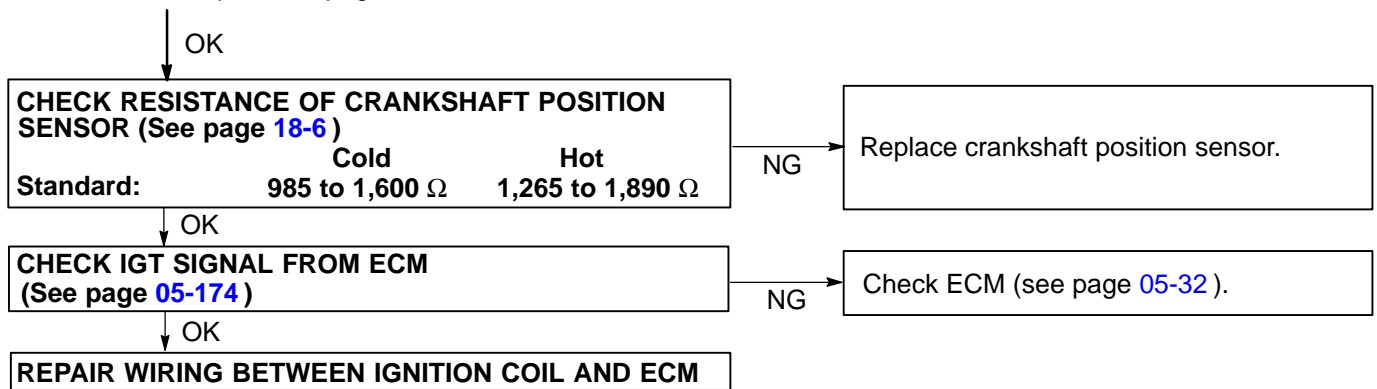 OK
CHECK RESISTANCE OF CRANKSHAFT POSITION
SENSOR (See page 18-6 )
Cold Hot
Standard: 985 to 1,600 Ω 1,265 to 1,890 Ω
NG
Replace crankshaft position sensor.
OK
CHECK IGT SIGNAL FROM ECM
(See page 05-174 )
NG
Check ECM (see page 05-32 ).
OK
REPAIR WIRING BETWEEN IGNITION COIL AND ECM